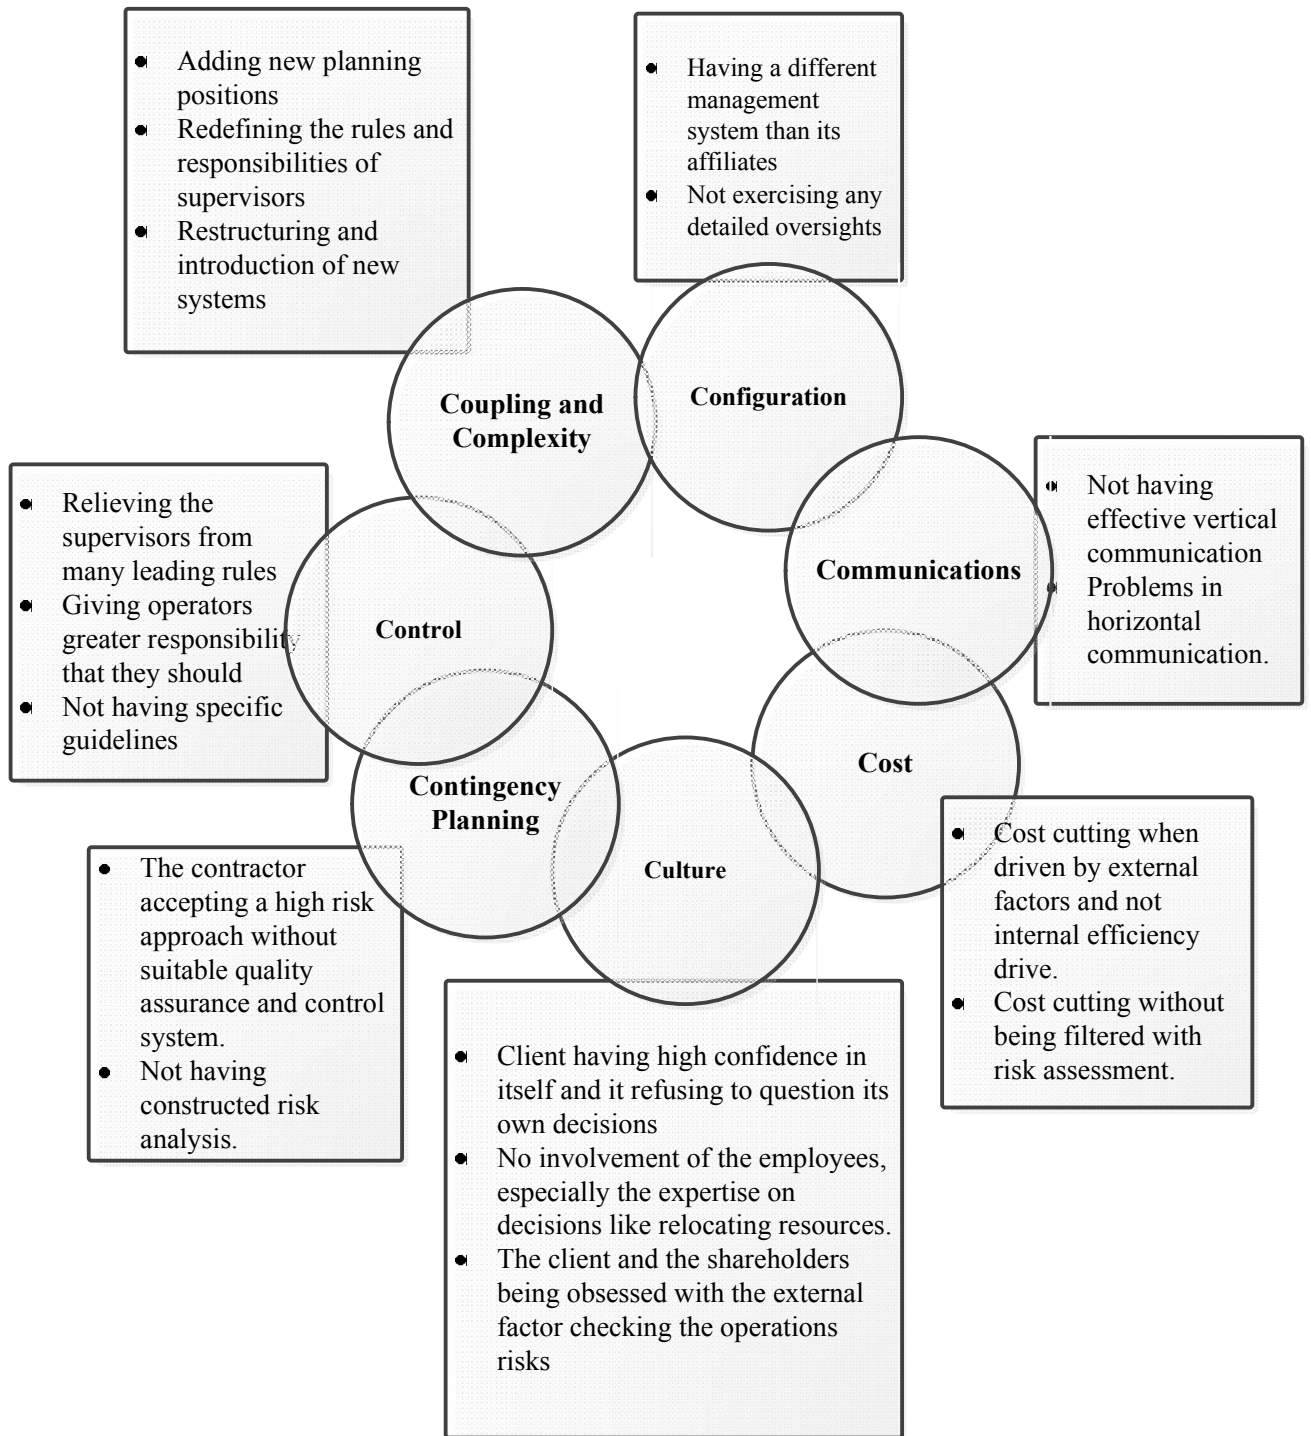 Adding new planning
positions
Redefining the rules and
responsibilities of
supervisors
Restructuring and
introduction of new
systems
Having a different
management
system than its
affiliates
Not exercising any
detailed oversights
Coupling and
Complexity
Configuration
Relieving the
supervisors from
many leading rules
Giving operators
greater responsibility
that they should
Not having specific
guidelines
Control
Communications
Not having
effective vertical
communication
Problems in
horizontal
communication.
Contingency
Planning
Cost
Culture
The contractor
accepting a high risk
approach without
suitable quality
assurance and control
system.
Not having
constructed risk
analysis.
Cost cutting when
driven by external
factors and not
internal efficiency
drive.
Cost cutting without
being filtered with
risk assessment.
Client having high confidence in
itself and it refusing to question its
own decisions
No involvement of the employees,
especially the expertise on
decisions like relocating resources.
The client and the shareholders
being obsessed with the external
factor checking the operations
risks